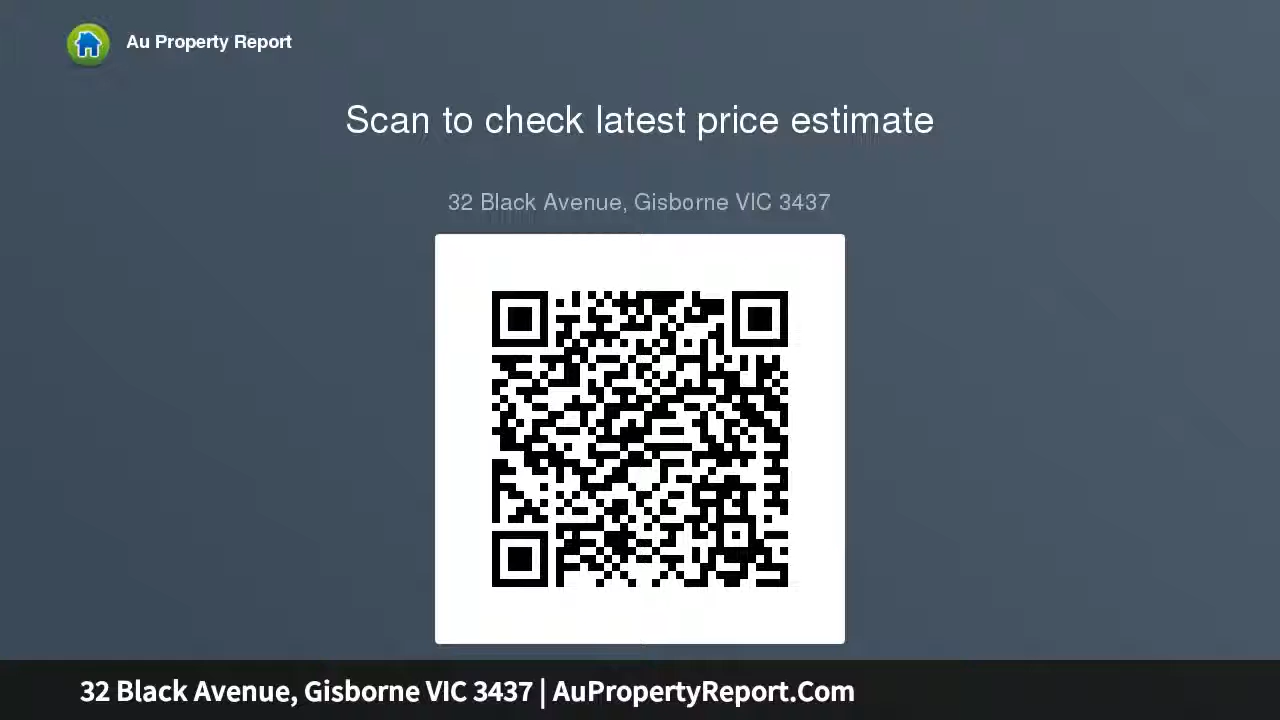 Au Property Report
Scan to check latest price estimate
32 Black Avenue, Gisborne VIC 3437
32 Black Avenue, Gisborne VIC 3437 | AuPropertyReport.Com